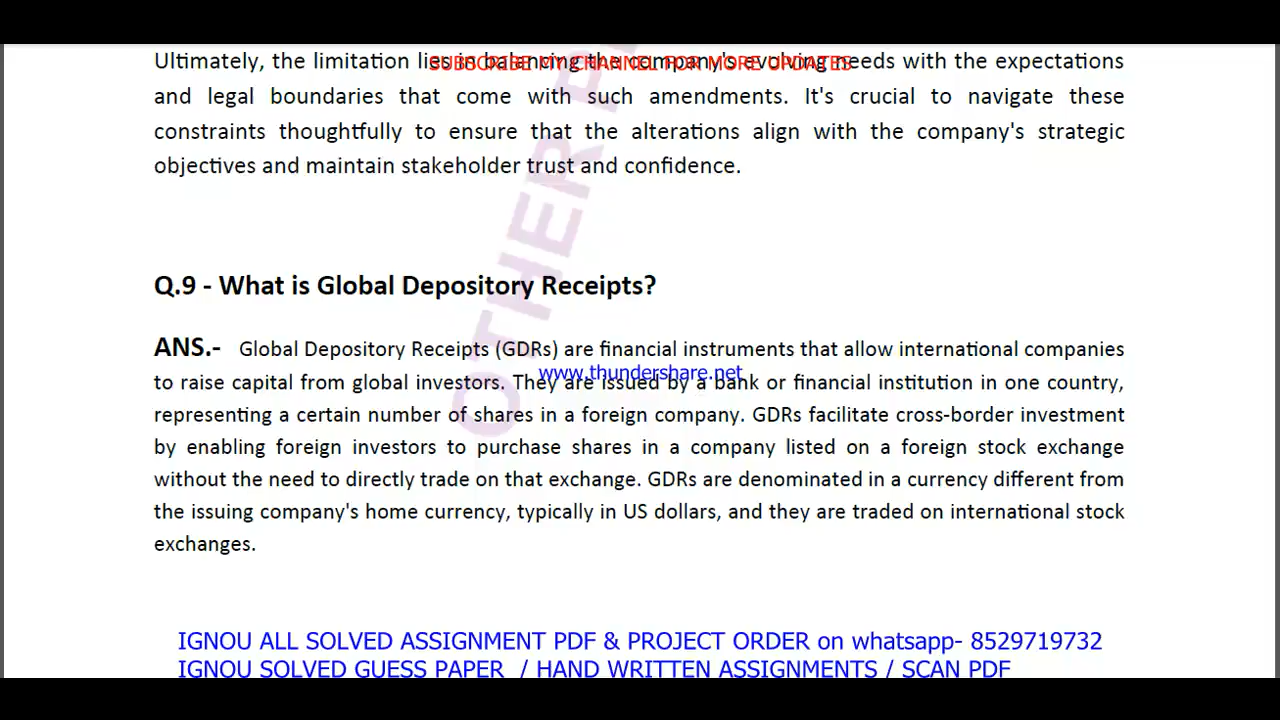 Ultimately, the limitation lies in balancing the company's evolving needs with the expectations
SUBSCRIBE MY CHANNEL FOR MORE UPDATES
and legal boundaries that come with such amendments. It's crucial to navigate these
constraints thoughtfully to ensure that the alterations align with the company's strategic
objectives and maintain stakeholder trust and confidence.
OTHER P
Q.9 - What is Global Depository Receipts?
ANS.- Global Depository Receipts (GDRs) are financial instruments that allow international companies
www.thundershare.net
to raise capital from global investors. They are issued by a bank or financial institution in one country,
representing a certain number of shares in a foreign company. GDRs facilitate cross-border investment
by enabling foreign investors to purchase shares in a company listed on a foreign stock exchange
without the need to directly trade on that exchange. GDRs are denominated in a currency different from
the issuing company's home currency, typically in US dollars, and they are traded on international stock
exchanges.
IGNOU ALL SOLVED ASSIGNMENT PDF & PROJECT ORDER on whatsapp- 8529719732
IGNOU SOLVED GUESS PAPER / HAND WRITTEN ASSIGNMENTS / SCAN PDF